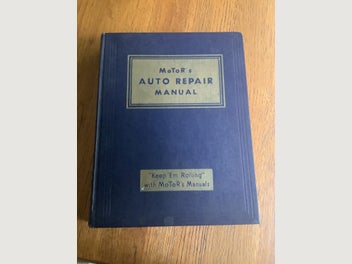 MoToR's
AUTO REPAIR
MANUAL
"Keep 'Em Rolling"
with MoToR's Manuals